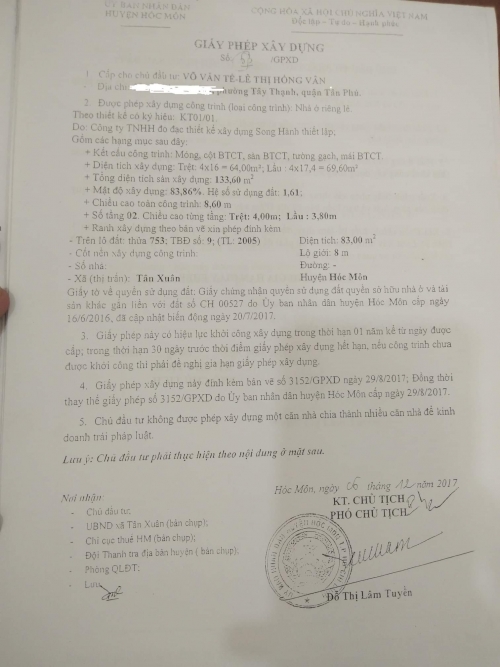 ỦY BAN NHÂN DÂN
HUYỆN HÓC MÔN
CỘNG HÒA XÃ HỘI CHỦ NGHĨA VIỆT NAM
Độc lập - Tự do - Hạnh phúc
GIẤY PHÉP XÂY DỰNG
Số: /GPXD
1. Cấp cho chủ đầu tư: VÕ VĂN TẾ-LÊ THỊ HỒNG VÂN
Địa chỉ: phường Tây Thạnh, quận Tân Phú.
2. Được phép xây dựng công trình (loại công trình): Nhà ở riêng lẻ.
Theo thiết kế có ký hiệu: KT01/01.
Do: Công ty TNHH đo đạc thiết kế xây dựng Song Hành thiết lập.
Gồm các hạng mục sau đây:
+ Kết cấu công trình: Móng, cột BTCT, sàn BTCT, tường gạch, mái BTCT.
+ Diện tích xây dựng: Trệt: 4x16 = 64,00m²; Lầu : 4x17,4 = 69,60m²
+ Tổng diện tích sàn xây dựng: 133,60 m²
+ Mật độ xây dựng: 83,86%. Hệ số sử dụng đất: 1,61;
+ Chiều cao công trình: 8,60 m
+ Số tầng 02. Chiều cao từng tầng: Trệt: 4,00m; Lầu : 3,80m
+ Ranh xây dựng theo bản vẽ xin phép đính kèm
- Trên lô đất: thửa 753; TBĐ số: 9; (TL: 2005) Diện tích: 83,00 m²
- Cốt nền xây dựng công trình: Lộ giới: 8 m
- Số nhà: Đường: -
- Xã (thị trấn): Tân Xuân Huyện Hóc Môn
Giấy tờ về quyền sử dụng đất: Giấy chứng nhận quyền sử dụng đất quyền sở hữu nhà ở và tài
sản khác gắn liền với đất số CH 00527 do Ủy ban nhân dân huyện Hóc Môn cấp ngày
16/6/2016, đã cập nhật biến động ngày 20/7/2017.
3. Giấy phép này có hiệu lực khởi công xây dựng trong thời hạn 01 năm kể từ ngày được
cấp; trong thời hạn 30 ngày trước thời điểm giấy phép xây dựng hết hạn, nếu công trình chưa
được khởi công thì phải đề nghị gia hạn giấy phép xây dựng.
4. Giấy phép xây dựng này đính kèm bản vẽ số 3152/GPXD ngày 29/8/2017; Đồng thời
thay thế giấy phép số 3152/GPXD do Ủy ban nhân dân huyện Hóc Môn cấp ngày 29/8/2017.
5. Chủ đầu tư không được phép xây dựng một căn nhà chia thành nhiều căn nhà để kinh
doanh trái pháp luật.
Lưu ý: Chủ đầu tư phải thực hiện theo nội dung ở mặt sau.
Hóc Môn, ngày 06 tháng 12 năm 2017
KT. CHỦ TỊCH
PHÓ CHỦ TỊCH
Nơi nhận
- Chủ đầu tư;
- UBND xã Tân Xuân (bản chụp);
- Chi cục thuế HM (bản chụp);
- Đội Thanh tra địa bàn huyện ( bản chụp);
- Phòng QLĐT;
- Lưu
Đỗ Thị Lâm Tuyền